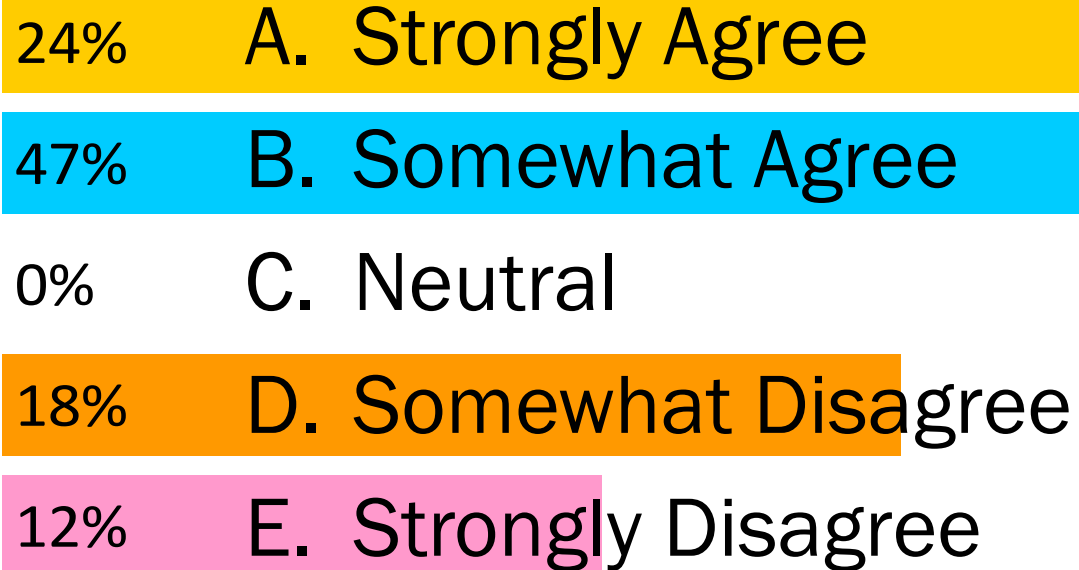 24% A. Strongly Agree
47% B. Somewhat Agree
0% C. Neutral
18% D. Somewhat Disagree
12% E. Strongly Disagree